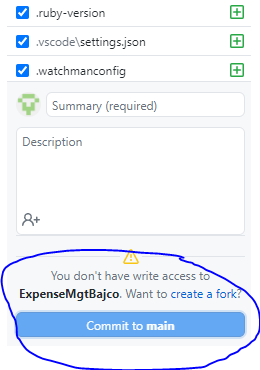 .ruby-version
.vscode\settings.json
.watchmanconfig
Summary (required)
Description
You don't have write access to
ExpenseMgtBajco. Want to create a fork?
Commit to main